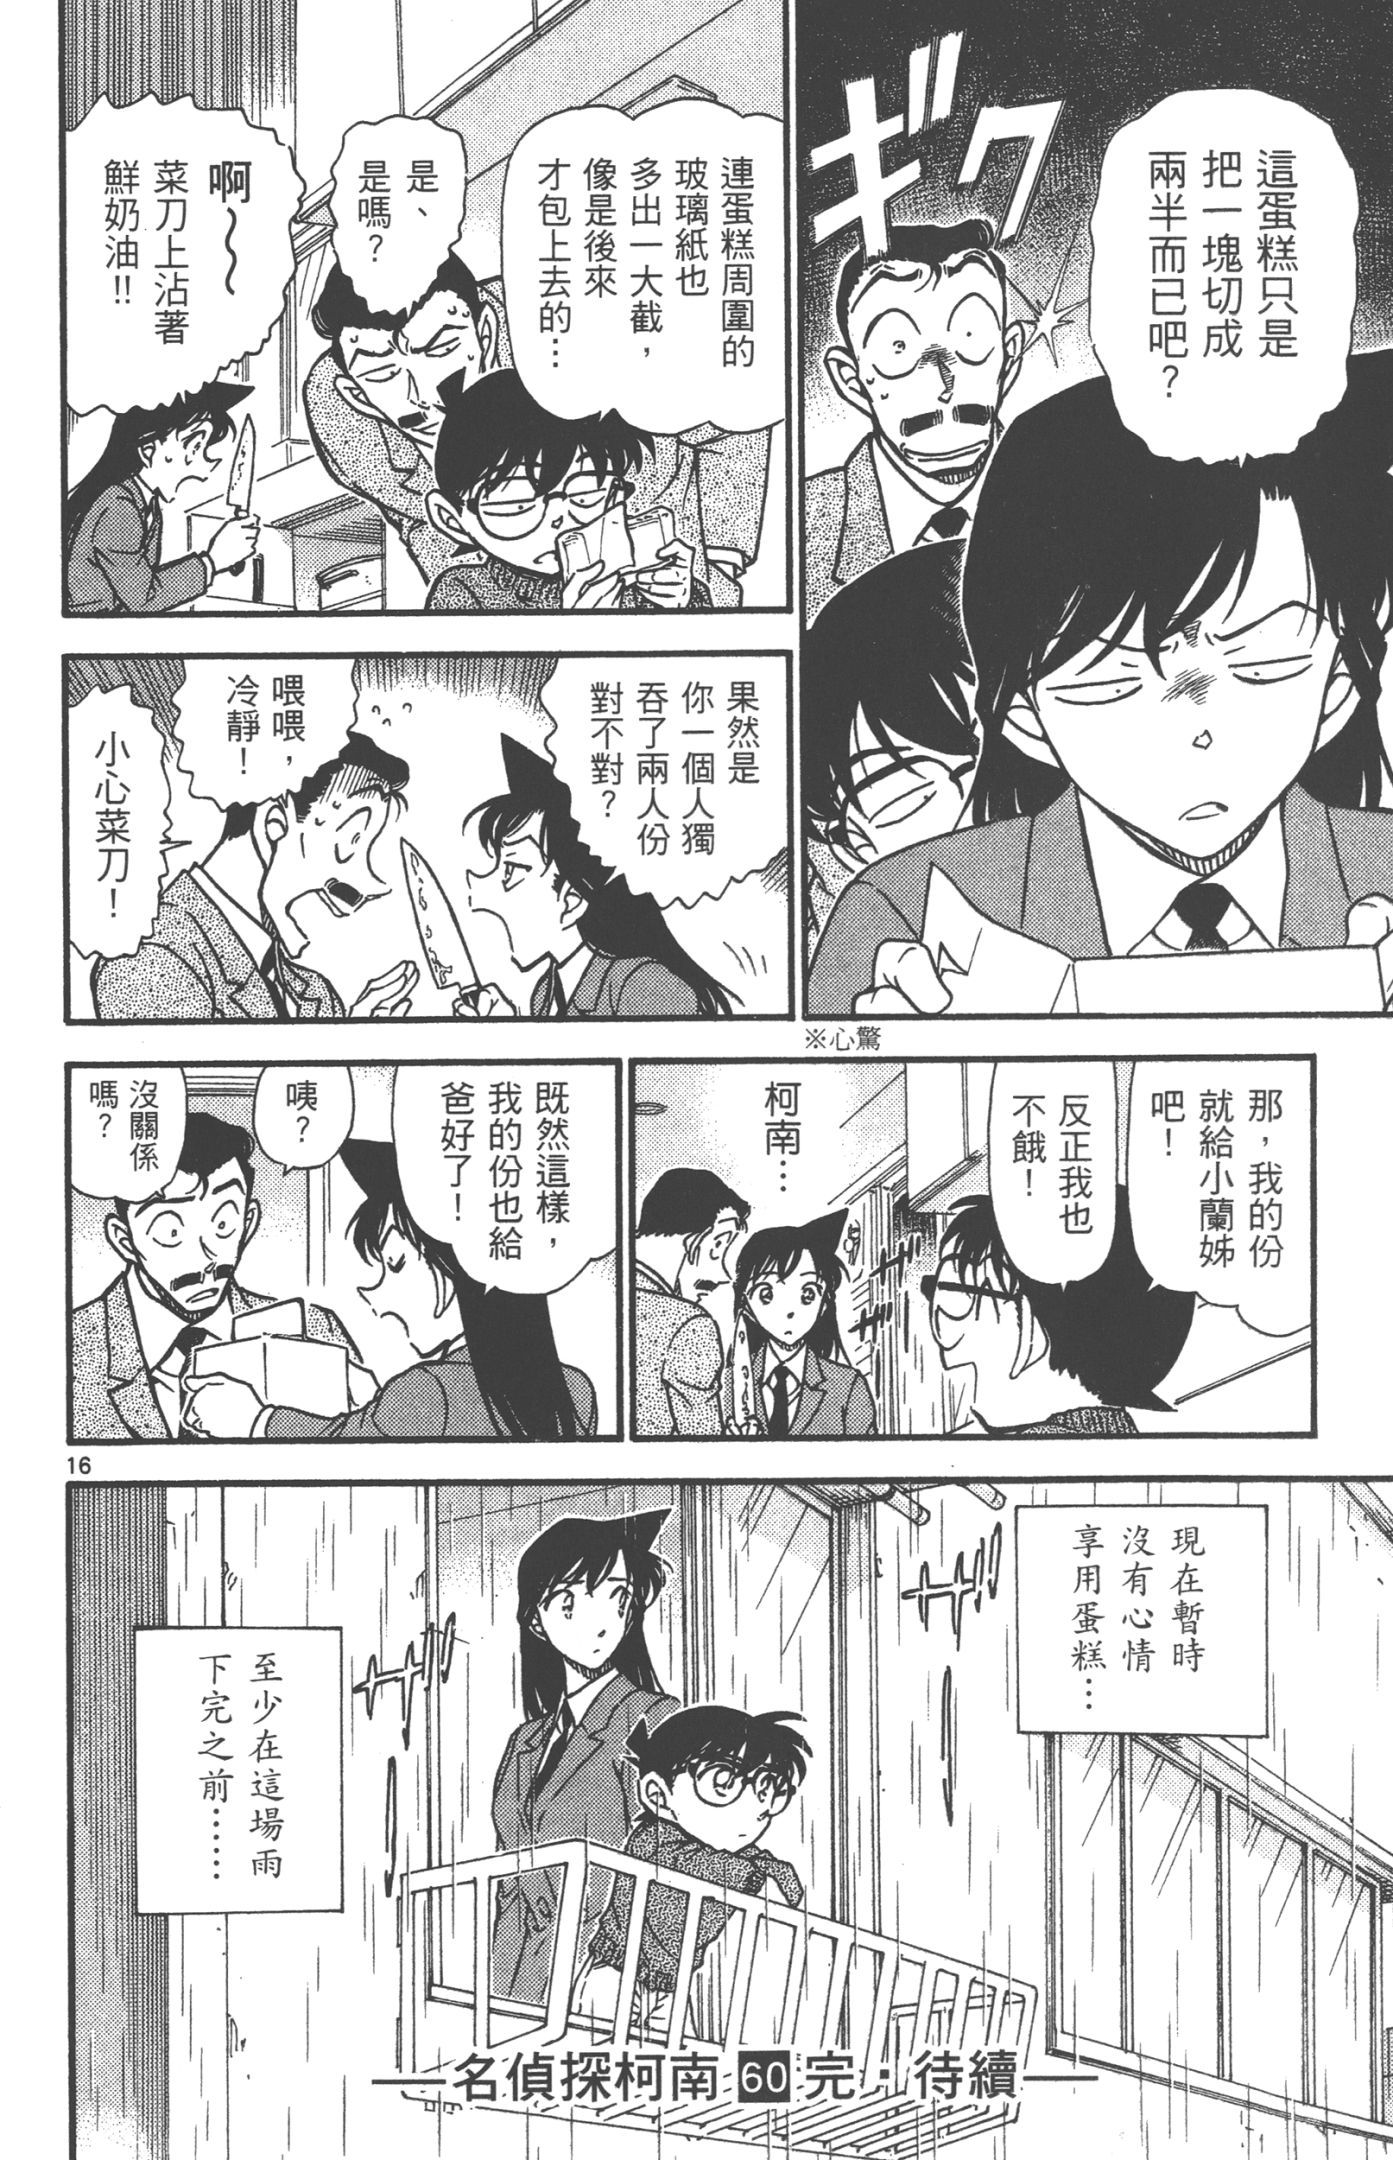 這蛋糕只是
把一塊切成
兩半而已吧？
ギク
※心驚
連蛋糕周圍的
玻璃紙也
多出一大截，
像是後來
才包上去的…
是、
是嗎？
啊～～
菜刀上沾著
鮮奶油!!
果然是
你一個人獨
吞了兩人份
對不對？
喂喂，
冷靜！
小心菜刀！
那，我的份
就給小蘭姊
吧！
反正我也
不餓！
柯南…
既然這樣，
我的份也給
爸好了！
咦？
沒關係
嗎？
16
現在暫時
沒有心情
享用蛋糕…
至少在這場雨
下完之前……
──名偵探柯南60完・待續──